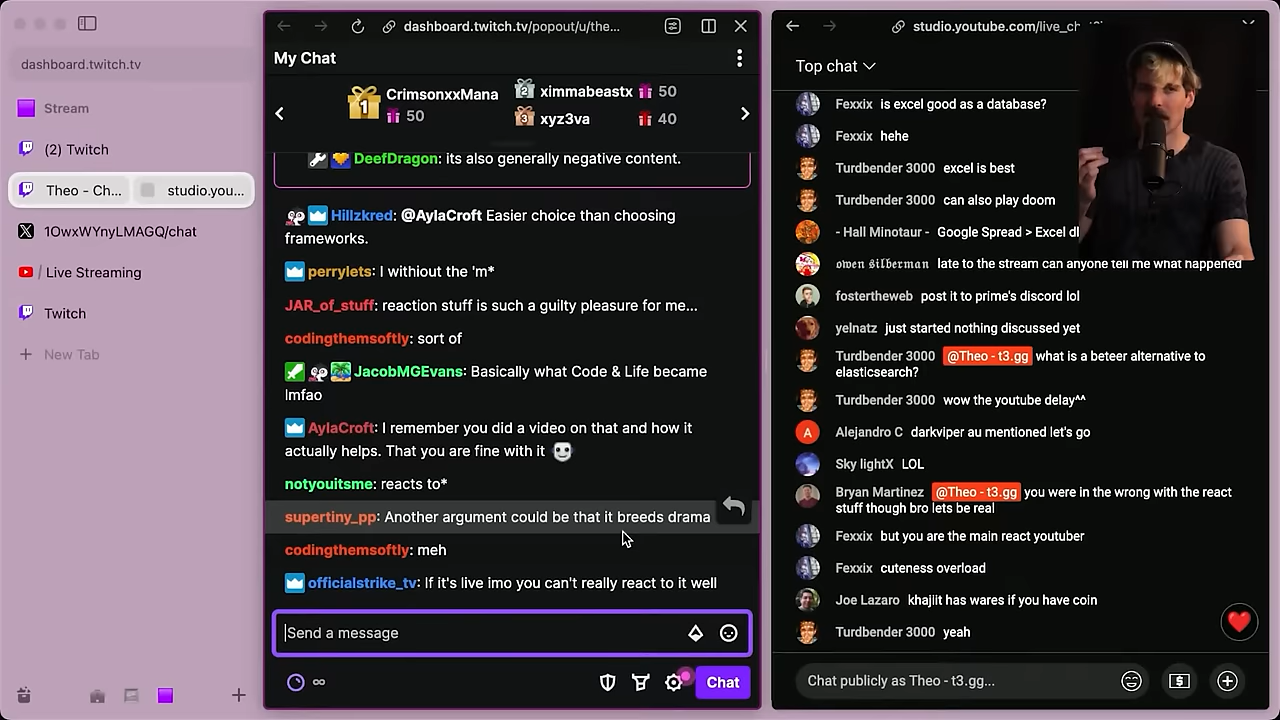 dashboard.twitch.tv
Stream
(2) Twitch
Theo - Ch...
studio.you...
1OwxWYnyLMAGQ/chat
/ Live Streaming
Twitch
New Tab
dashboard.twitch.tv/popout/u/the...
My Chat
1
CrimsonxxMana
50
2
ximmabeastx
50
3
xyz3va
40
DeefDragon: its also generally negative content.
Hillzkred: @AylaCroft Easier choice than choosing
frameworks.
perrylets: I withiout the 'm*
JAR_of_stuff: reaction stuff is such a guilty pleasure for me...
codingthemsoftly: sort of
JacobMGEvans: Basically what Code & Life became
lmfao
AylaCroft: I remember you did a video on that and how it
actually helps. That you are fine with it
notyouitsme: reacts to*
supertiny_pp: Another argument could be that it breeds drama
codingthemsoftly: meh
officialstrike_tv: If it's live imo you can't really react to it well
Send a message
Chat
studio.youtube.com/live_ch
Top chat
Fexxix is excel good as a database?
Fexxix hehe
Turdbender 3000 excel is best
Turdbender 3000 can also play doom
- Hall Minotaur - Google Spread > Excel
𝔬𝔴𝔢𝔫 𝔰𝔦𝔩𝔟𝔢𝔯𝔪𝔞𝔫 late to the stream can anyone tell me what happened
fostertheweb post it to prime's discord lol
yelnatz just started nothing discussed yet
Turdbender 3000 @Theo - t3.gg what is a beteer alternative to
elasticsearch?
Turdbender 3000 wow the youtube delay^^
A
Alejandro C darkviper au mentioned let's go
Sky lightX LOL
Bryan Martinez @Theo - t3.gg you were in the wrong with the react
stuff though bro lets be real
Fexxix but you are the main react youtuber
Fexxix cuteness overload
Joe Lazaro khajiit has wares if you have coin
Turdbender 3000 yeah
Chat publicly as Theo - t3.gg...